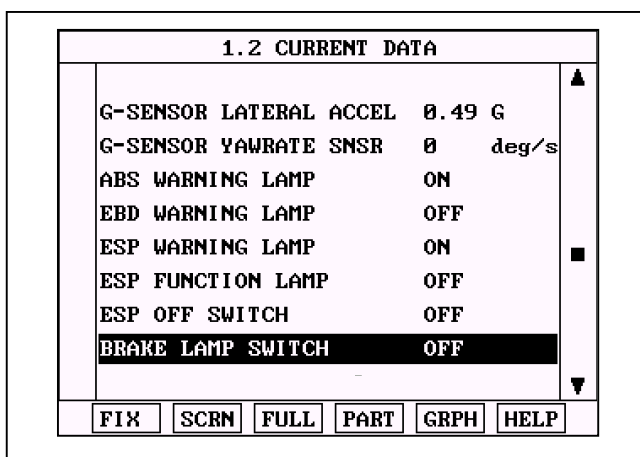 1.2 CURRENT DATA
G-SENSOR LATERAL ACCEL 0.49 G
G-SENSOR YAWRATE SNSR 0 deg/s
ABS WARNING LAMP ON
EBD WARNING LAMP OFF
ESP WARNING LAMP ON
ESP FUNCTION LAMP OFF
ESP OFF SWITCH OFF
BRAKE LAMP SWITCH OFF
FIX SCRN FULL PART GRPH HELP